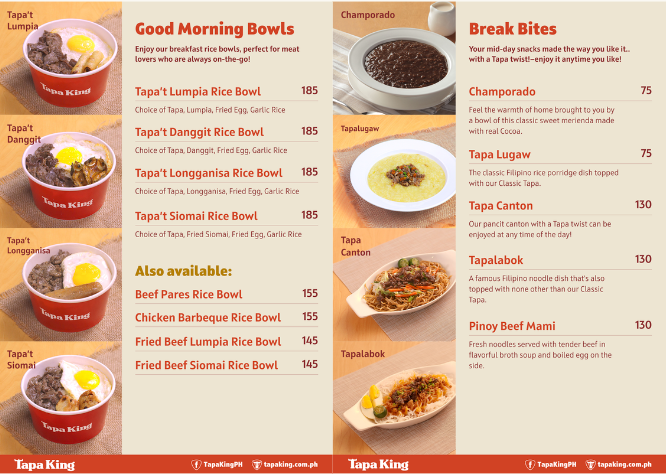 Tapa't
Lumpia
Tapa King
Tapa't
Danggit
Tapa King
Tapa't
Longganisa
Tapa King
Tapa't
Siomai
Tapa King
Good Morning Bowls
Enjoy our breakfast rice bowls, perfect for meat
lovers who are always on-the-go!
Tapa't Lumpia Rice Bowl 185
Choice of Tapa, Lumpia, Fried Egg, Garlic Rice
Tapa't Danggit Rice Bowl 185
Choice of Tapa, Danggit, Fried Egg, Garlic Rice
Tapa't Longganisa Rice Bowl 185
Choice of Tapa, Longganisa, Fried Egg, Garlic Rice
Tapa't Siomai Rice Bowl 185
Choice of Tapa, Fried Siomai, Fried Egg, Garlic Rice
Also available:
Beef Pares Rice Bowl 155
Chicken Barbeque Rice Bowl 155
Fried Beef Lumpia Rice Bowl 145
Fried Beef Siomai Rice Bowl 145
Tapa King
TapaKingPH tapaking.com.ph
Champorado
Tapalugaw
Tapa
Canton
Tapalabok
Break Bites
Your mid-day snacks made the way you like it..
with a Tapa twist!–enjoy it anytime you like!
Champorado 75
Feel the warmth of home brought to you by
a bowl of this classic sweet merienda made
with real Cocoa.
Tapa Lugaw 75
The classic Filipino rice porridge dish topped
with our Classic Tapa.
Tapa Canton 130
Our pancit canton with a Tapa twist can be
enjoyed at any time of the day!
Tapalabok 130
A famous Filipino noodle dish that's also
topped with none other than our Classic
Tapa.
Pinoy Beef Mami 130
Fresh noodles served with tender beef in
flavorful broth soup and boiled egg on the
side.
Tapa King
TapaKingPH tapaking.com.ph